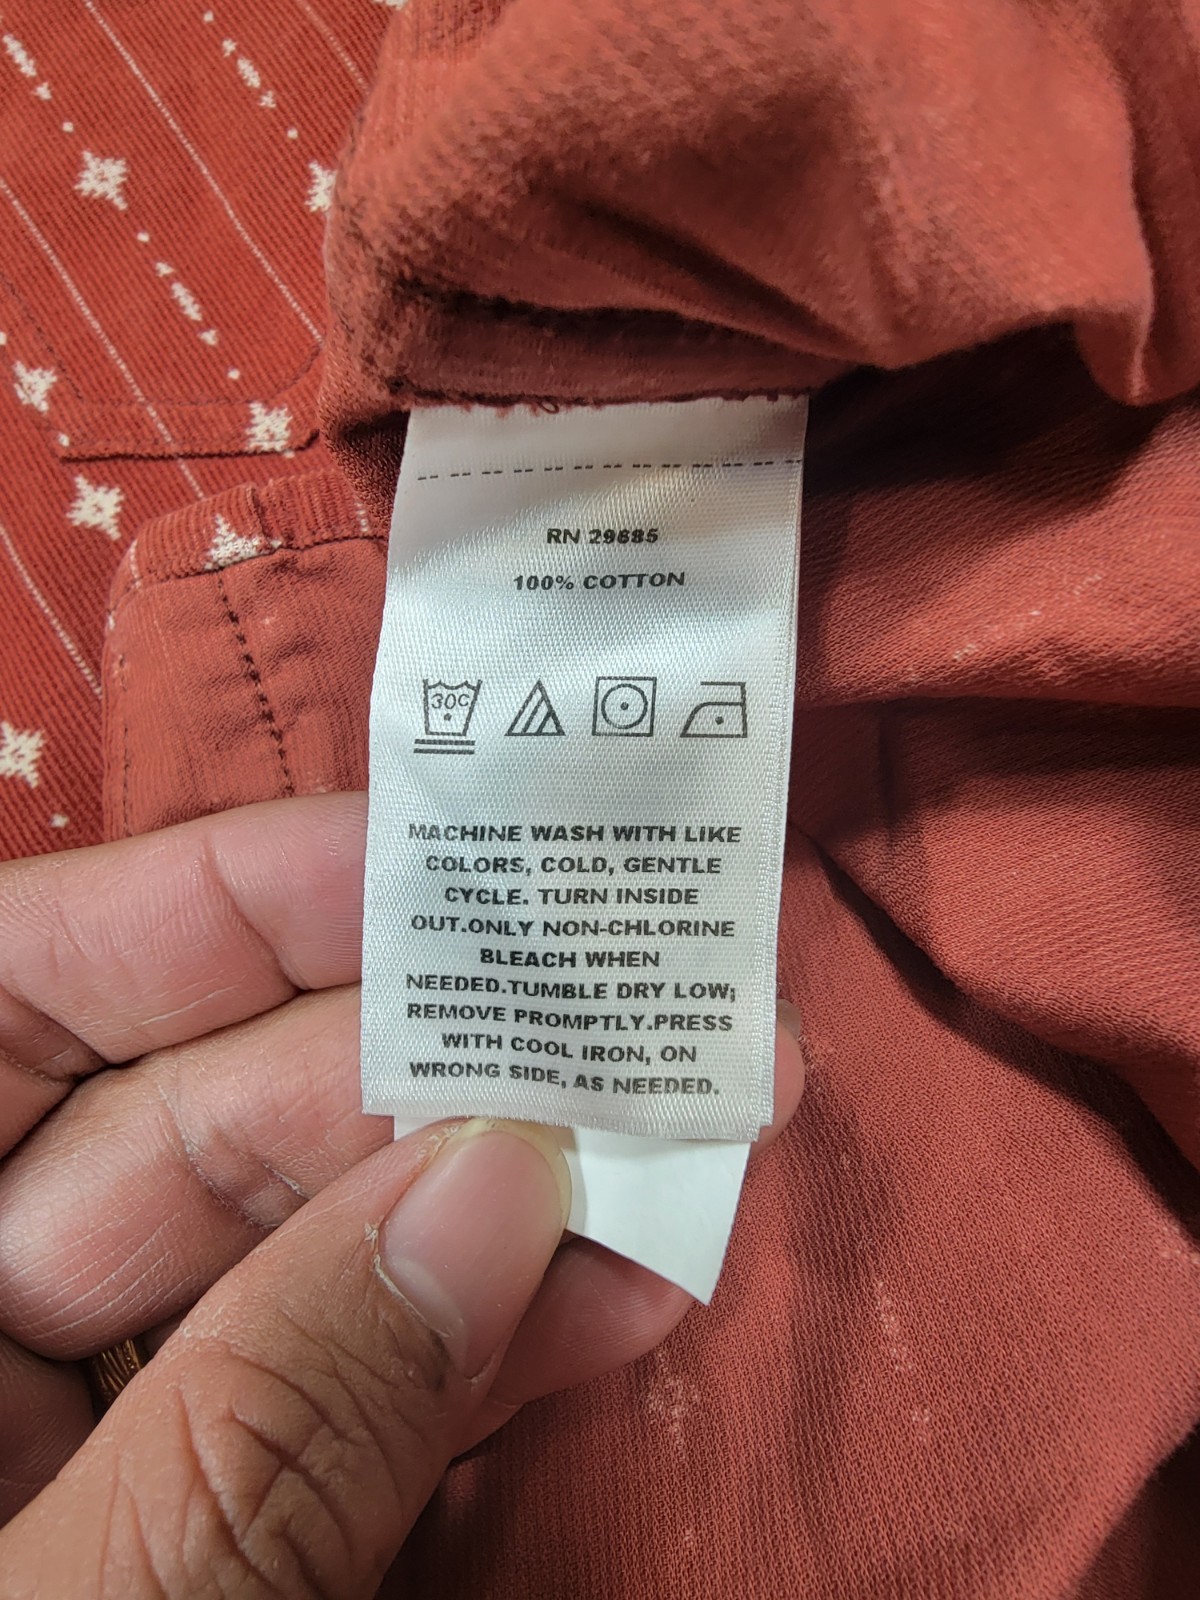 RN 29685
100% COTTON
30C
MACHINE WASH WITH LIKE
COLORS, COLD, GENTLE
CYCLE. TURN INSIDE
OUT.ONLY NON-CHLORINE
BLEACH WHEN
NEEDED.TUMBLE DRY LOW;
REMOVE PROMPTLY.PRESS
WITH COOL IRON, ON
WRONG SIDE, AS NEEDED.